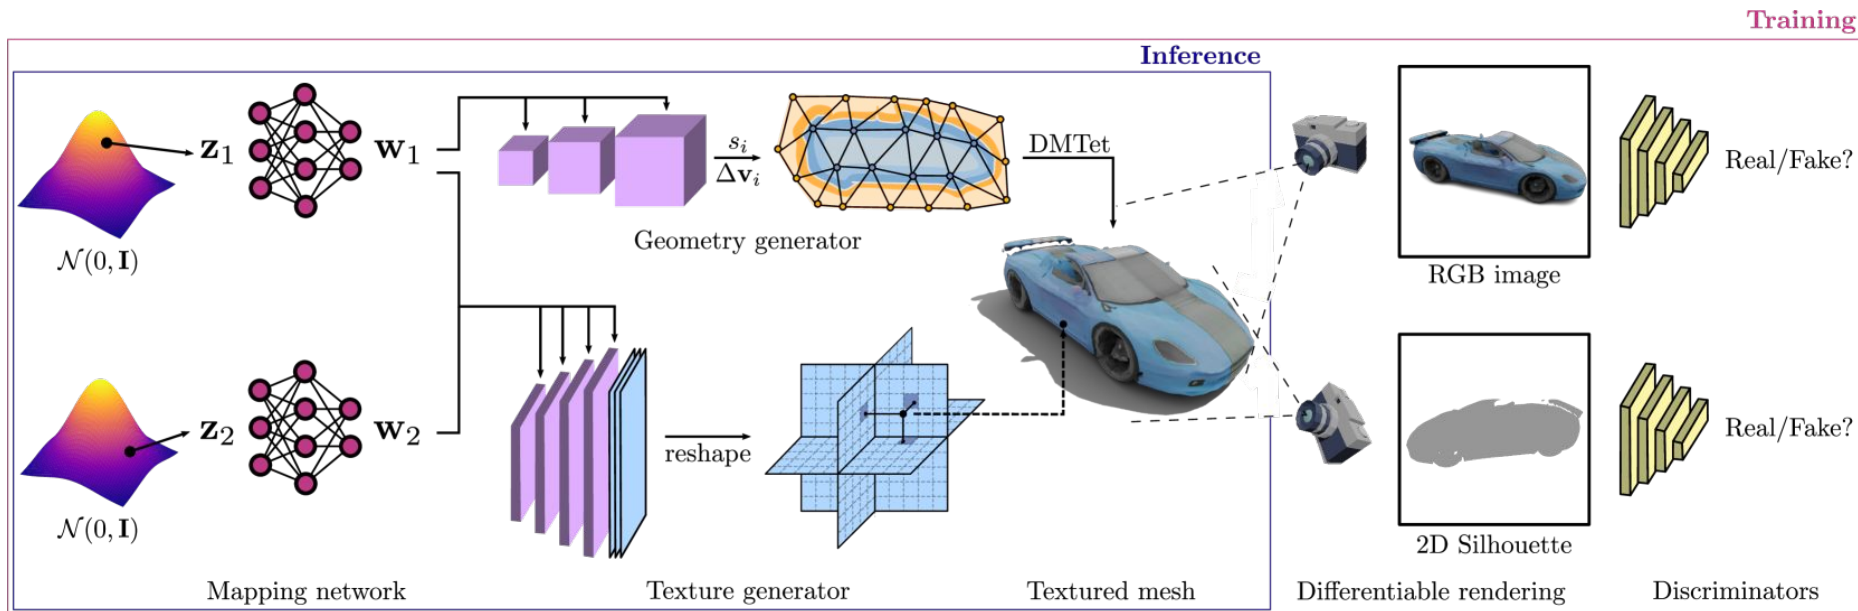 Training
Inference
𝒩(0, I)
z₁
w₁
sᵢ
Δvᵢ
Geometry generator
DMTet
RGB image
Real/Fake?
𝒩(0, I)
z₂
w₂
reshape
2D Silhouette
Real/Fake?
Mapping network
Texture generator
Textured mesh
Differentiable rendering
Discriminators